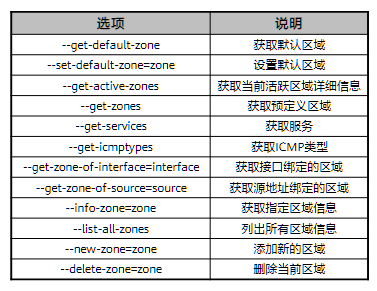 选项 说明
--get-default-zone 获取默认区域
--set-default-zone=zone 设置默认区域
--get-active-zones 获取当前活跃区域详细信息
--get-zones 获取预定义区域
--get-services 获取服务
--get-icmptypes 获取ICMP类型
--get-zone-of-interface=interface 获取接口绑定的区域
--get-zone-of-source=source 获取源地址绑定的区域
--info-zone=zone 获取指定区域信息
--list-all-zones 列出所有区域信息
--new-zone=zone 添加新的区域
--delete-zone=zone 删除当前区域